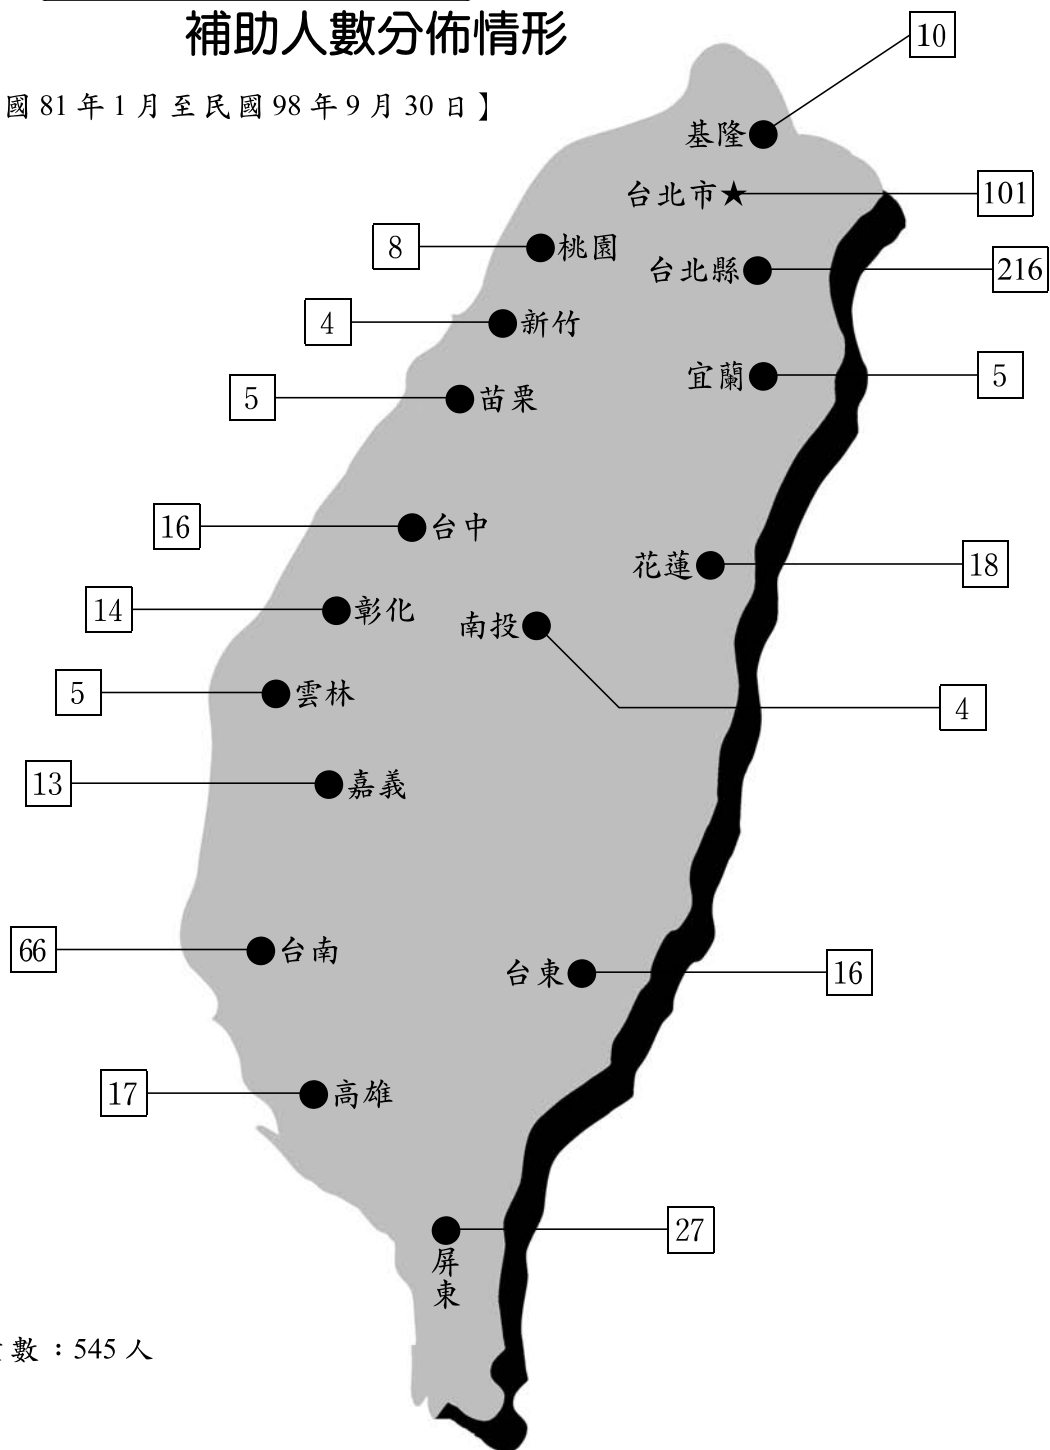 補助人數分佈情形
10
國 81 年 1 月至民國 98 年 9 月 30 日】
基隆
台北市★
101
8
桃園
台北縣
216
4
新竹
宜蘭
5
5
苗栗
16
台中
花蓮
18
14
彰化
南投
5
雲林
4
13
嘉義
66
台南
台東
16
17
高雄
27
屏東
數：545 人